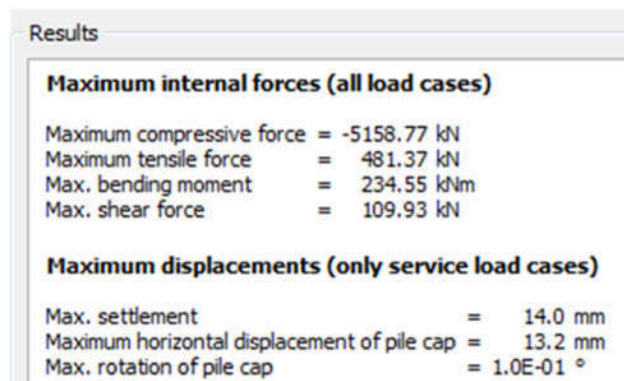 Results
Maximum internal forces (all load cases)
Maximum compressive force = -5158.77 kN
Maximum tensile force = 481.37 kN
Max. bending moment = 234.55 kNm
Max. shear force = 109.93 kN
Maximum displacements (only service load cases)
Max. settlement = 14.0 mm
Maximum horizontal displacement of pile cap = 13.2 mm
Max. rotation of pile cap = 1.0E-01 °